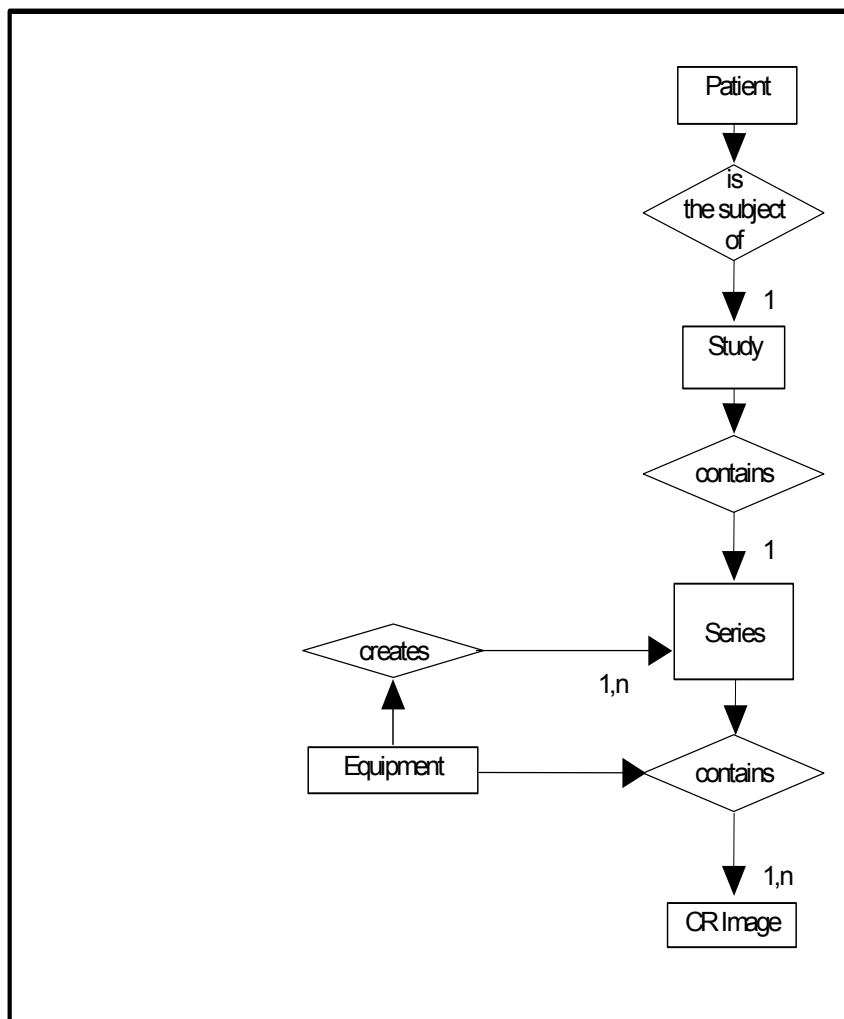 Patient
is
the subject
of
1
Study
contains
1
Series
creates
1,n
Equipment
contains
1,n
CR Image